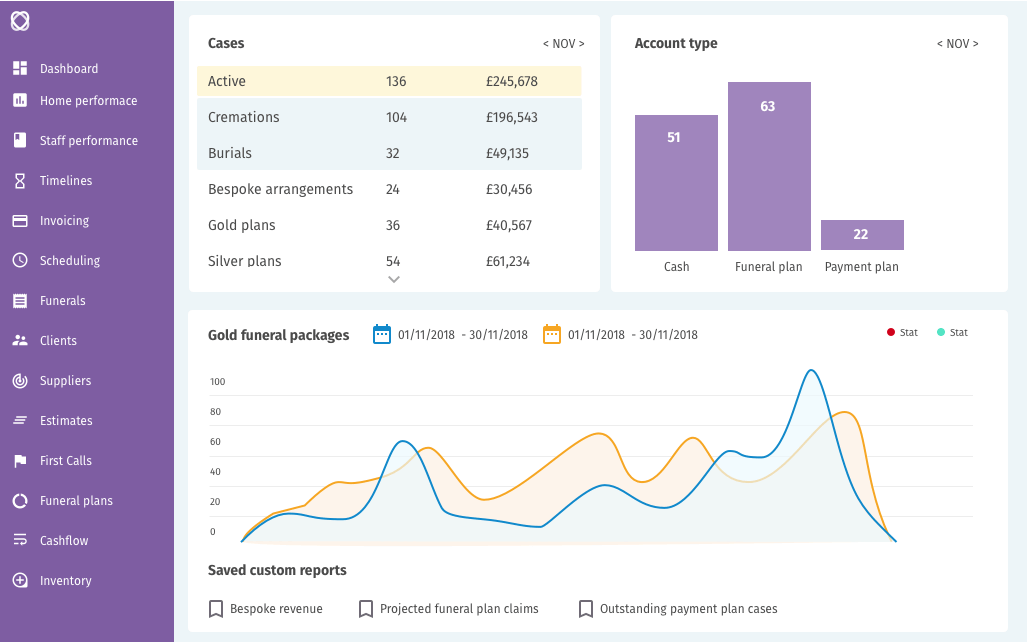 Dashboard
Home performace
Staff performance
Timelines
Invoicing
Scheduling
Funerals
Clients
Suppliers
Estimates
First Calls
Funeral plans
Cashflow
Inventory
Cases < NOV >
Active 136 £245,678
Cremations 104 £196,543
Burials 32 £49,135
Bespoke arrangements 24 £30,456
Gold plans 36 £40,567
Silver plans 54 £61,234
Account type < NOV >
51 63 22
Cash Funeral plan Payment plan
Gold funeral packages 01/11/2018 - 30/11/2018 01/11/2018 - 30/11/2018 Stat Stat
100
80
60
40
20
0
Saved custom reports
Bespoke revenue Projected funeral plan claims Outstanding payment plan cases